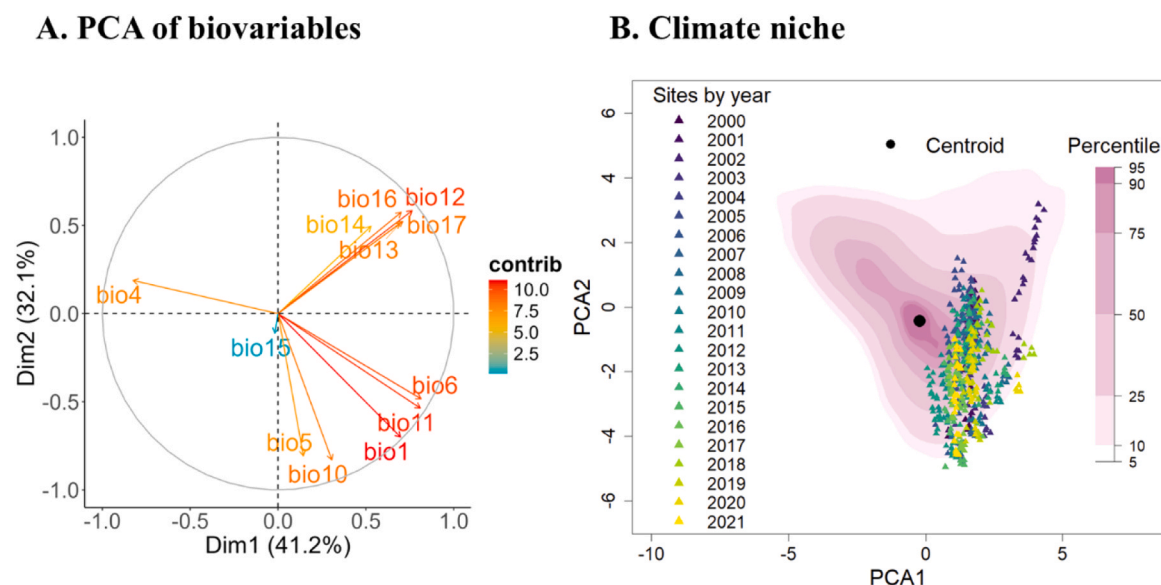 A. PCA of biovariables
B. Climate niche
1.0
0.5
0.0
-0.5
-1.0
Dim2 (32.1%)
-1.0
-0.5
0.0
0.5
1.0
Dim1 (41.2%)
bio16
bio12
bio14
bio17
bio13
bio4
bio15
bio6
bio11
bio5
bio1
bio10
contrib
10.0
7.5
5.0
2.5
Sites by year
2000
2001
2002
2003
2004
2005
2006
2007
2008
2009
2010
2011
2012
2013
2014
2015
2016
2017
2018
2019
2020
2021
Centroid
Percentile
95
90
75
50
25
10
5
6
4
2
0
-2
-4
-6
PCA2
-10
-5
0
5
PCA1